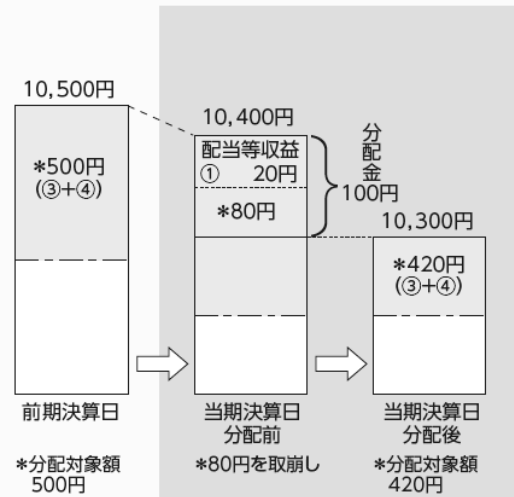 10,500円
*500円
(③+④)
前期決算日
*分配対象額
500円
10,400円
配当等収益
① 20円
*80円
分配金
100円
当期決算日
分配前
*80円を取崩し
10,300円
*420円
(③+④)
当期決算日
分配後
*分配対象額
420円